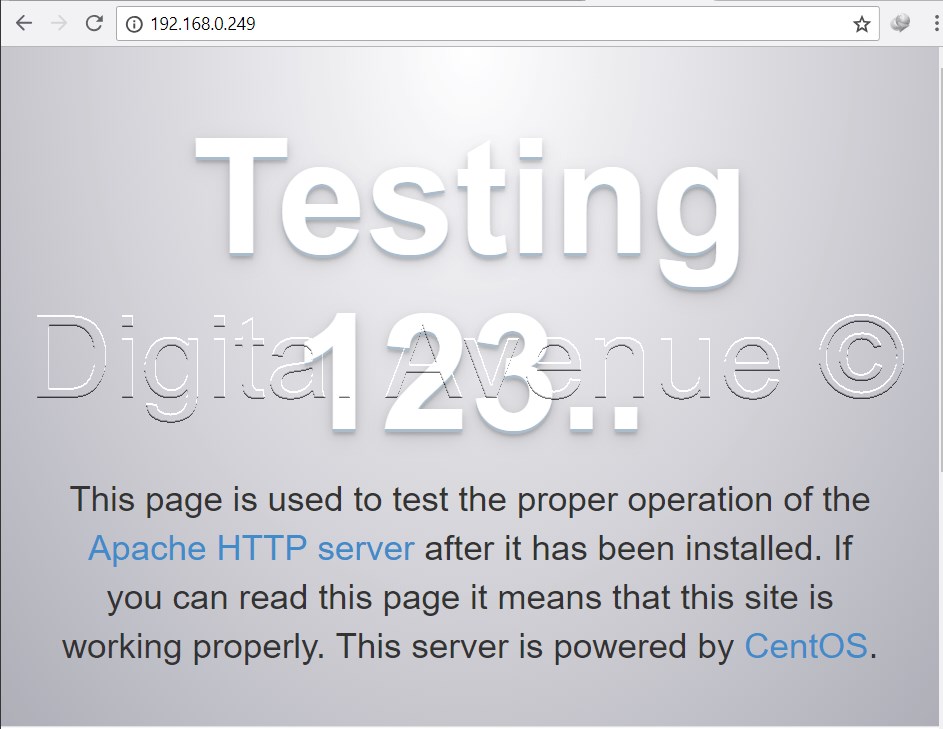 192.168.0.249
Testing
123..
Digital Avenue ©
This page is used to test the proper operation of the
Apache HTTP server after it has been installed. If
you can read this page it means that this site is
working properly. This server is powered by CentOS.